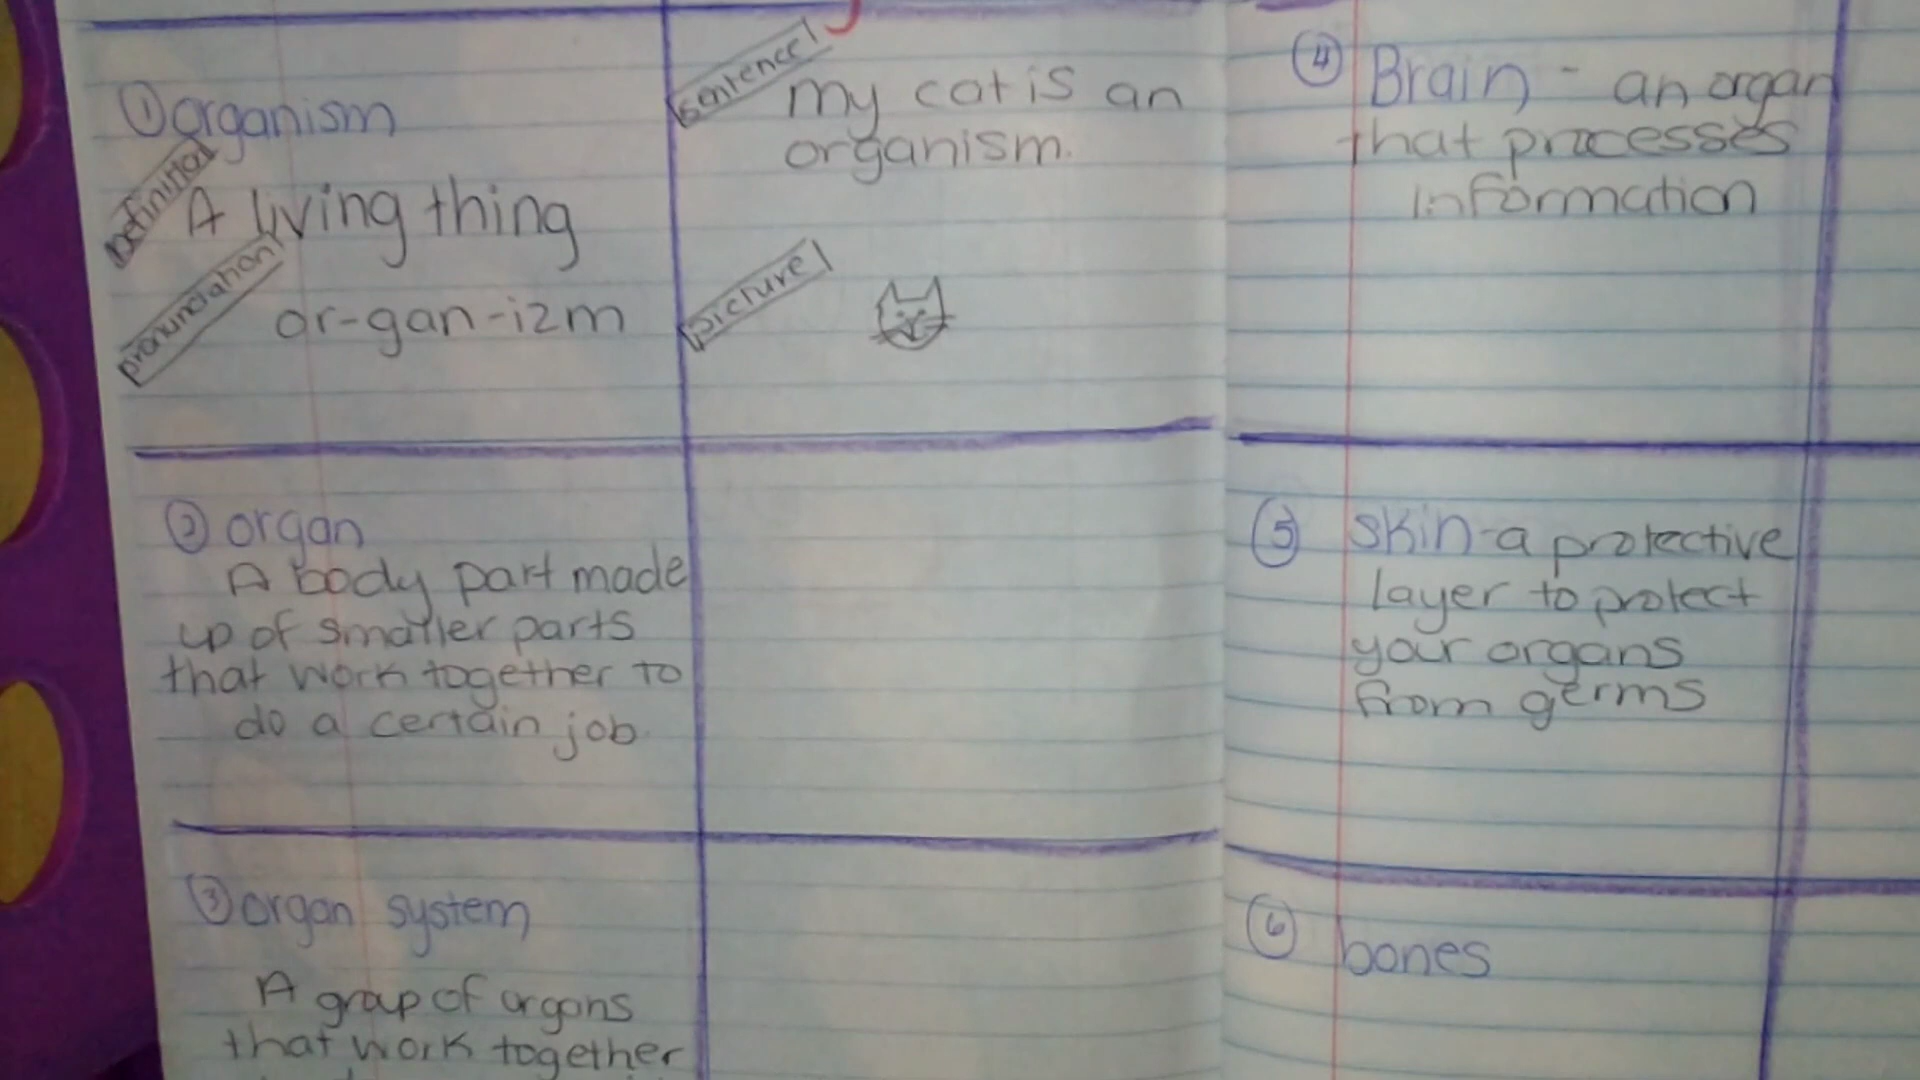 ① organism
Definition
A living thing
pronunciation
or-gan-izm
sentence
My cat is an
organism.
picture
② organ
A body part made
up of smaller parts
that work together to
do a certain job.
③ organ system
A group of organs
that work together
④ Brain - an organ
that processes
information
⑤ skin - a protective
layer to protect
your organs
from germs
⑥ bones